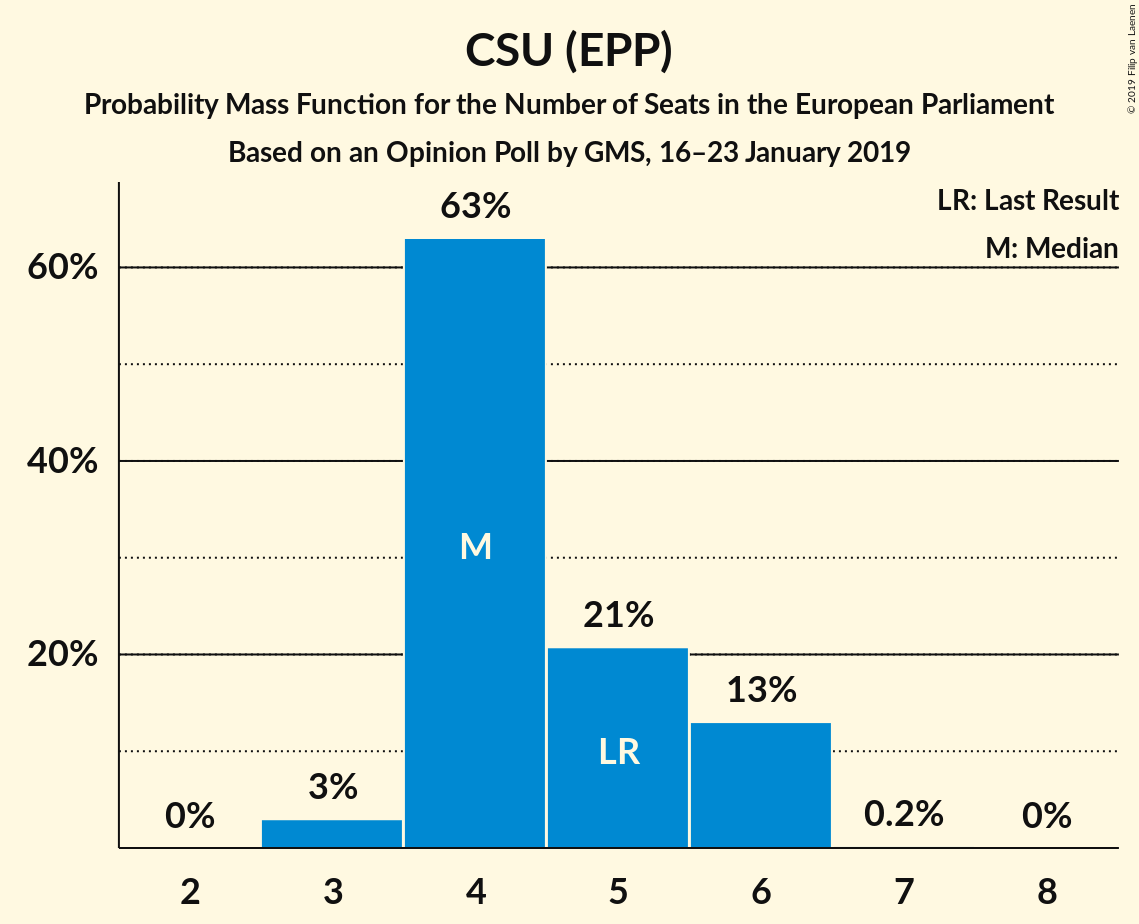 CSU (EPP)
Probability Mass Function for the Number of Seats in the European Parliament
Based on an Opinion Poll by GMS, 16–23 January 2019
© 2019 Filip van Laenen
LR: Last Result
M: Median
63%
60%
40%
M
21%
20%
13%
LR
3%
0%
0.2%
0%
2 3 4 5 6 7 8